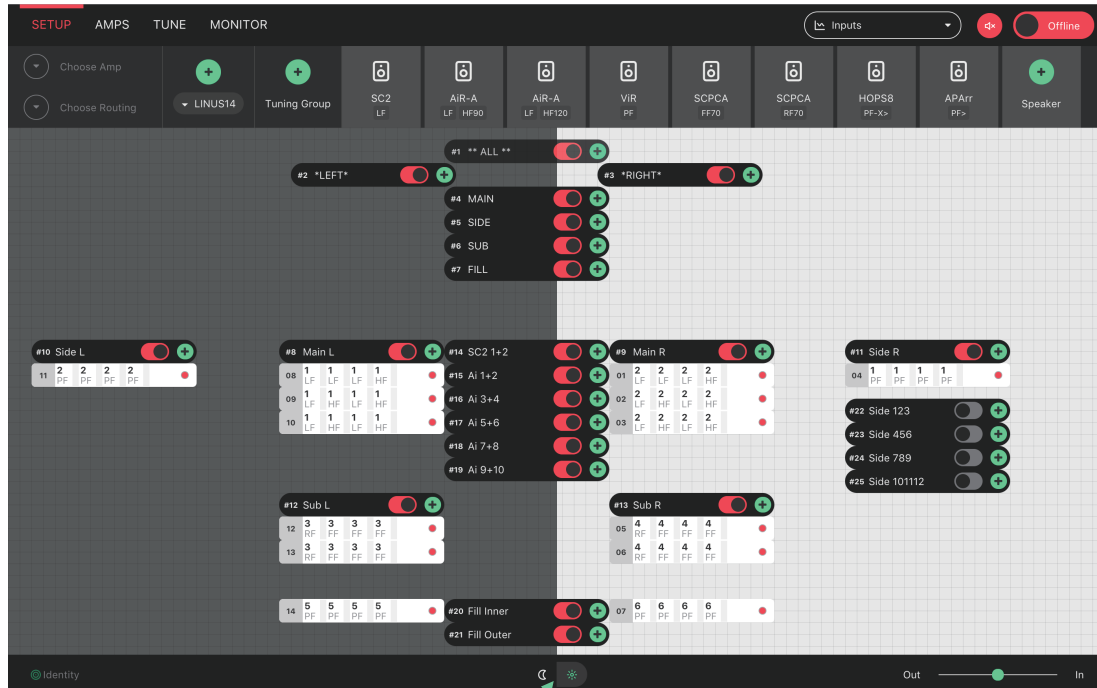 SETUP AMPS TUNE MONITOR Inputs Offline
Choose Amp
Choose Routing
LINUS14
Tuning Group
SC2
LF
AiR-A
LF HF90
AiR-A
LF HF120
ViR
PF
SCPCA
FF70
SCPCA
RF70
HOPS8
PF-X>
APArr
PF>
Speaker
#1 ** ALL **
#2 *LEFT* #3 *RIGHT*
#4 MAIN
#5 SIDE
#6 SUB
#7 FILL
#10 Side L
11 2 2 2 2
PF PF PF PF
#8 Main L
08 1 1 1 1
LF LF LF HF
09 1 1 1 1
LF HF LF HF
10 1 1 1 1
LF HF LF HF
#14 SC2 1+2
#15 Ai 1+2
#16 Ai 3+4
#17 Ai 5+6
#18 Ai 7+8
#19 Ai 9+10
#9 Main R
01 2 2 2 2
LF LF LF HF
02 2 2 2 2
LF HF LF HF
03 2 2 2 2
LF HF LF HF
#11 Side R
04 1 1 1 1
PF PF PF PF
#22 Side 123
#23 Side 456
#24 Side 789
#25 Side 101112
#12 Sub L
12 3 3 3 3
RF FF FF FF
13 3 3 3 3
RF FF FF FF
#13 Sub R
05 4 4 4 4
RF FF FF FF
06 4 4 4 4
RF FF FF FF
14 5 5 5 5
PF PF PF PF
#20 Fill Inner
#21 Fill Outer
07 6 6 6 6
PF PF PF PF
Identity Out In